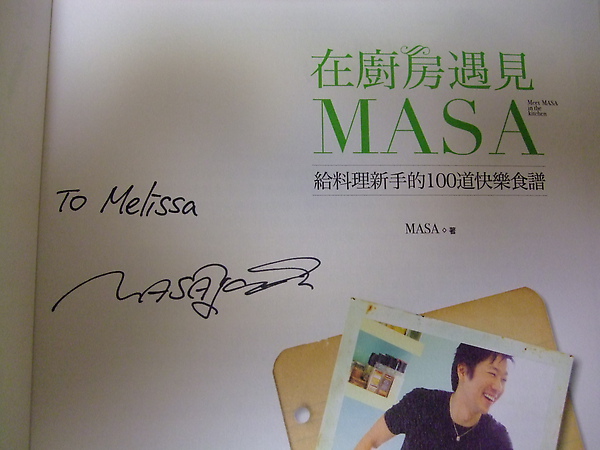 在廚房遇見
MASA
Meet MASA
in the
kitchen
給料理新手的100道快樂食譜
MASA◇著
To Melissa
MASA